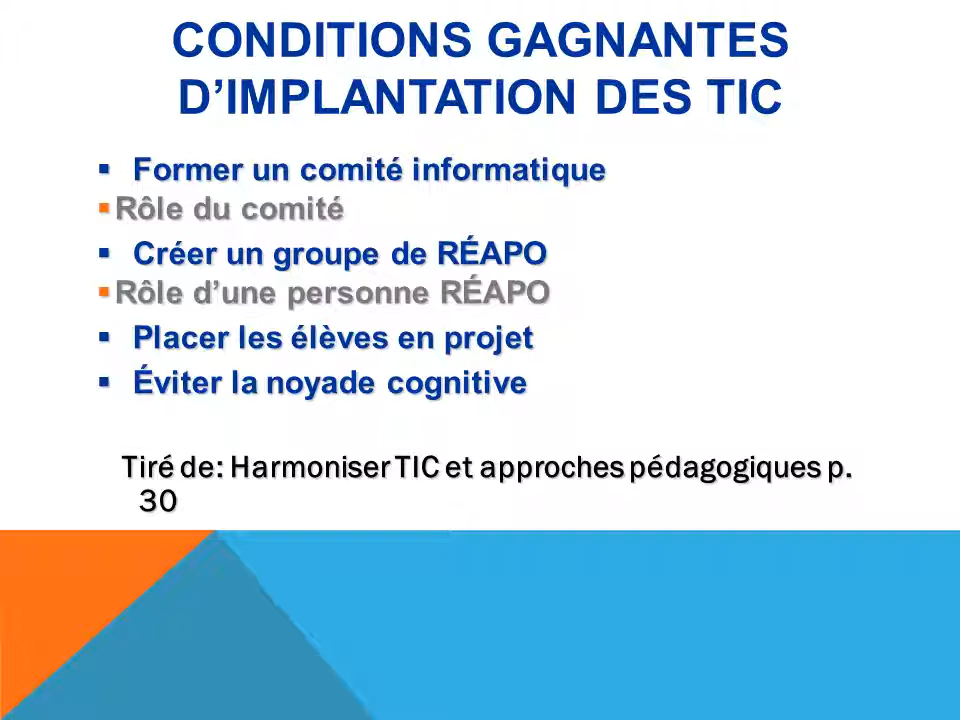 CONDITIONS GAGNANTES
D’IMPLANTATION DES TIC
▪ Former un comité informatique
▪ Rôle du comité
▪ Créer un groupe de RÉAPO
▪ Rôle d’une personne RÉAPO
▪ Placer les élèves en projet
▪ Éviter la noyade cognitive
Tiré de: Harmoniser TIC et approches pédagogiques p.
30